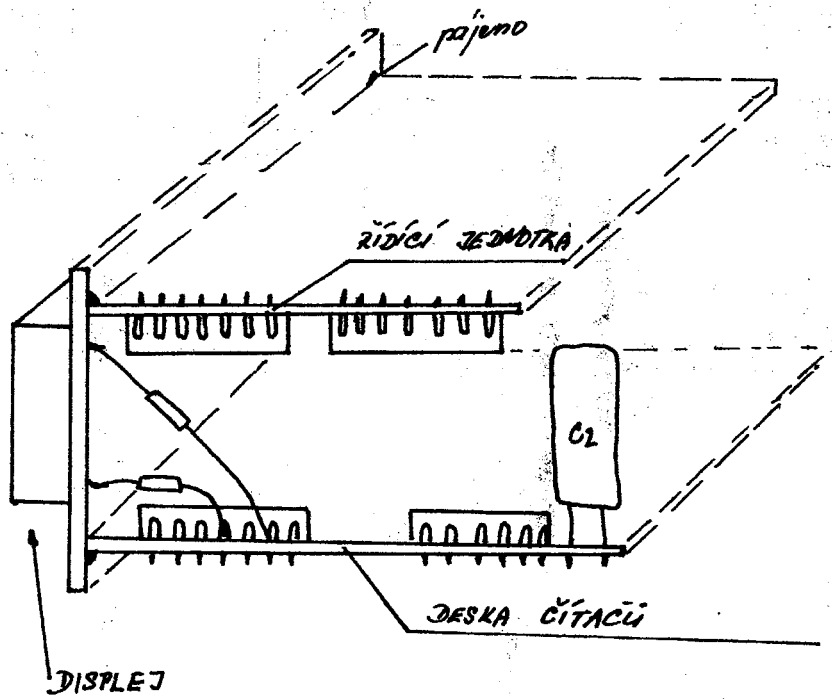 pájeno
ŘÍDÍCÍ JEDNOTKA
C2
DESKA ČÍTAČŮ
DISPLEJ